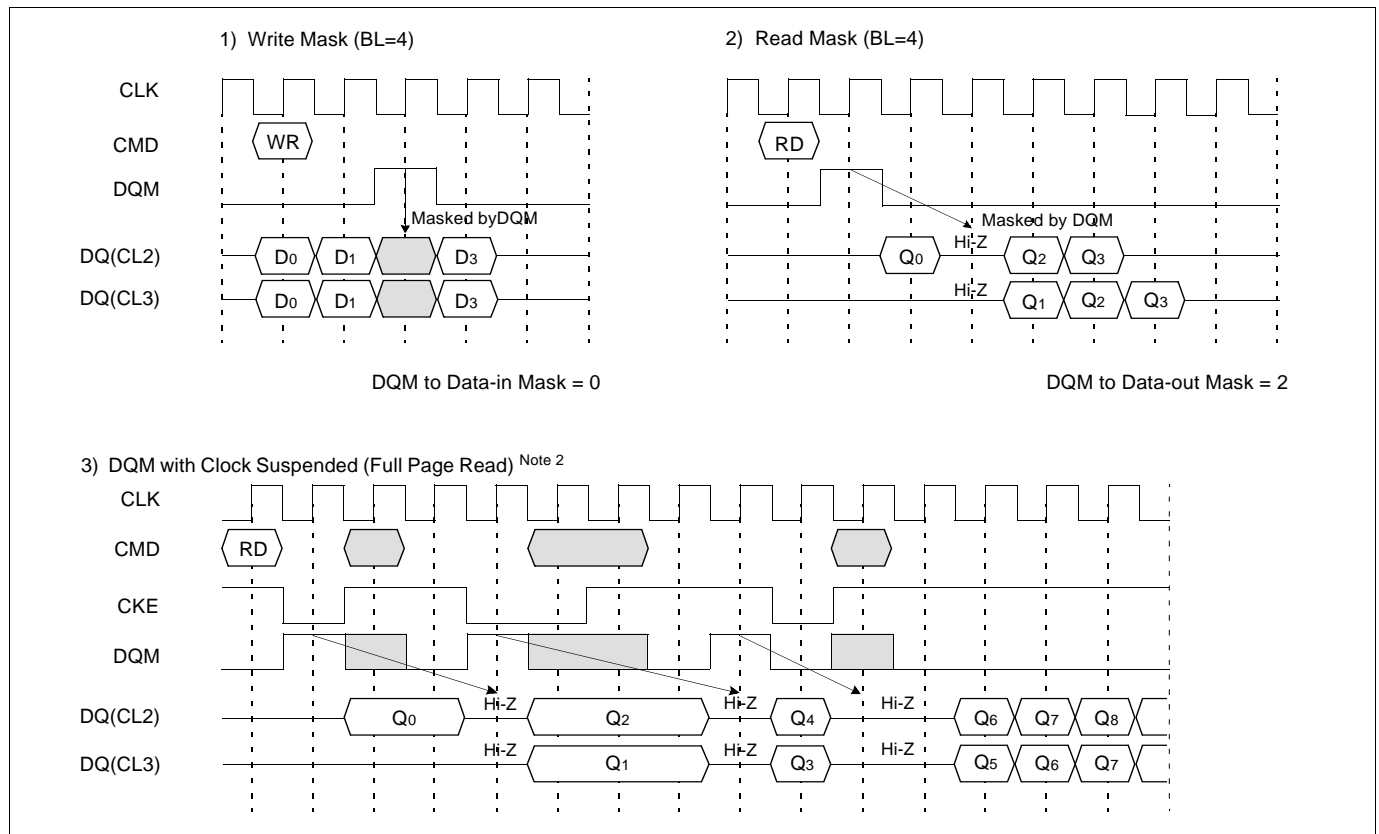 1) Write Mask (BL=4)
CLK
CMD
WR
DQM
Masked byDQM
DQ(CL2)
D0 D1 D3
DQ(CL3)
D0 D1 D3
DQM to Data-in Mask = 0
2) Read Mask (BL=4)
RD
Masked by DQM
Hi-Z
Q0 Q2 Q3
Hi-Z
Q1 Q2 Q3
DQM to Data-out Mask = 2
3) DQM with Clock Suspended (Full Page Read) Note 2
CLK
CMD
RD
CKE
DQM
DQ(CL2)
Q0 Hi-Z Q2 Hi-Z Q4 Hi-Z Q6 Q7 Q8
DQ(CL3)
Hi-Z Q1 Hi-Z Q3 Hi-Z Q5 Q6 Q7